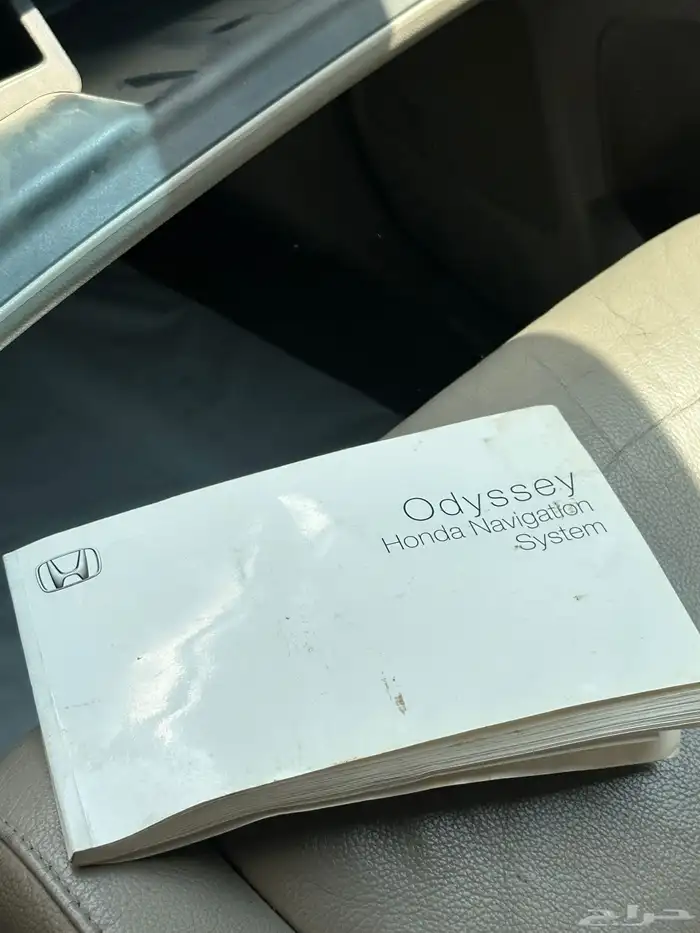 Odyssey
Honda Navigation
System
حراج